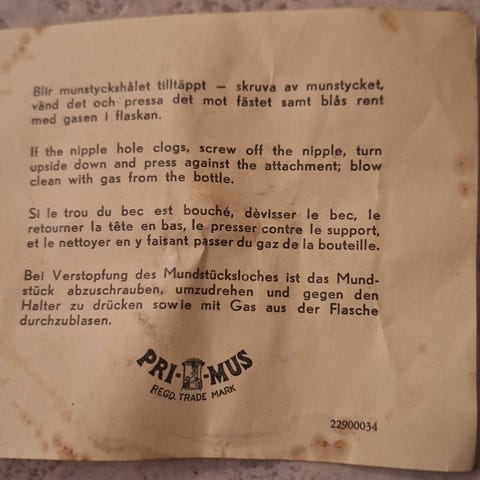 Blir munstyckshålet tilltäppt — skruva av munstycket,
vänd det och pressa det mot fästet samt blås rent
med gasen i flaskan.
If the nipple hole clogs, screw off the nipple, turn
upside down and press against the attachment; blow
clean with gas from the bottle.
Si le trou du bec est bouché, dèvisser le bec, le
retourner la tête en bas, le presser contre le support,
et le nettoyer en y faisant passer du gaz de la bouteille.
Bei Verstopfung des Mundstücksloches ist das Mund-
stück abzuschrauben, umzudrehen und gegen den
Halter zu drücken sowie mit Gas aus der Flasche
durchzublasen.
PRI-MUS
REGD. TRADE MARK
22900034